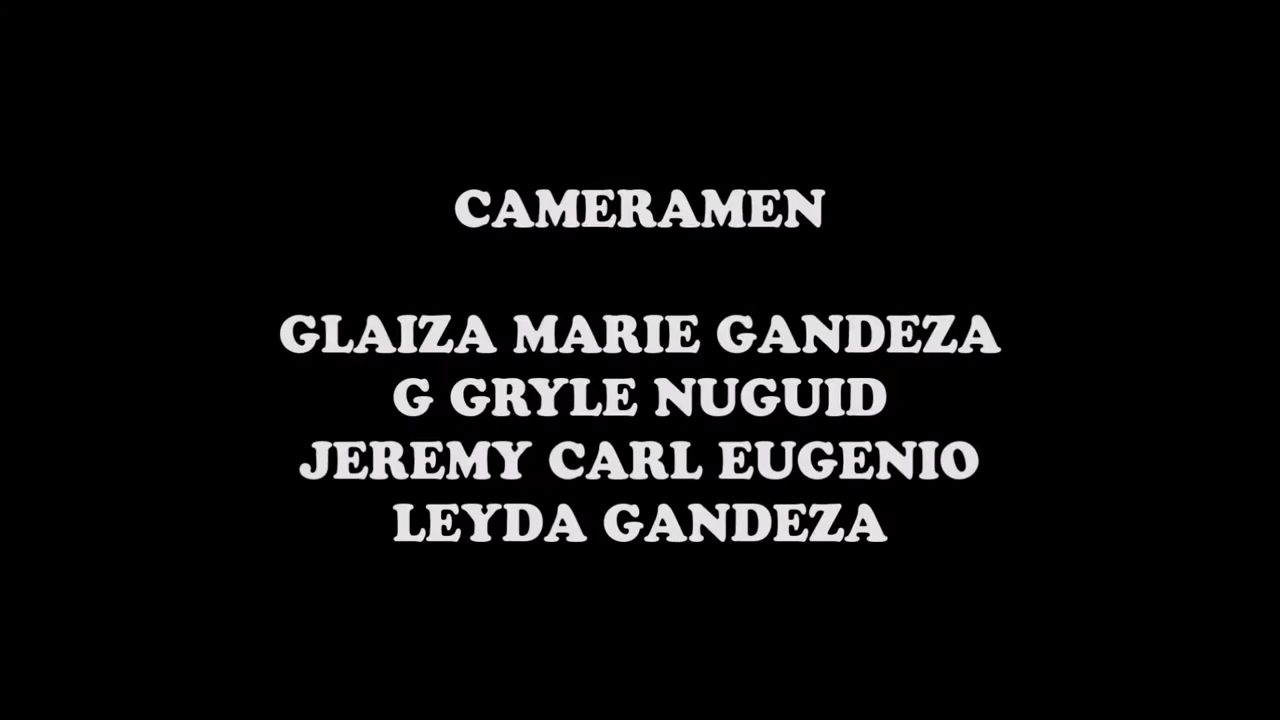 CAMERAMEN
GLAIZA MARIE GANDEZA
G GRYLE NUGUID
JEREMY CARL EUGENIO
LEYDA GANDEZA